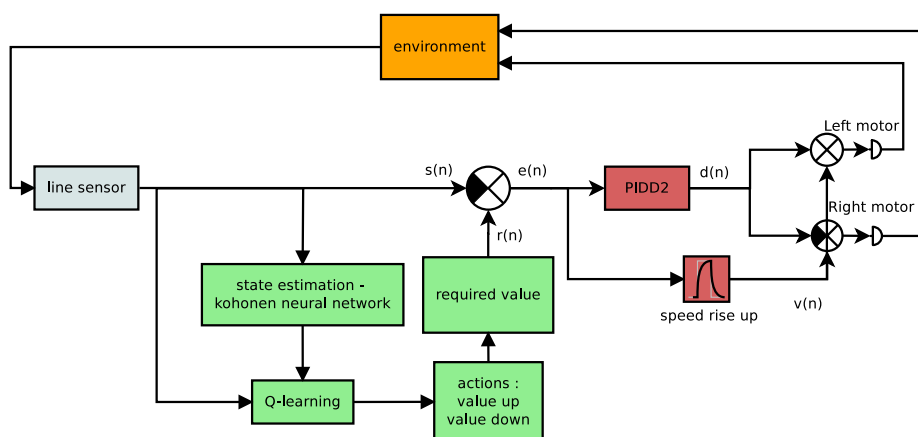 environment
Left motor
line sensor
s(n)
e(n)
PIDD2
d(n)
Right motor
r(n)
state estimation -
kohonen neural network
required value
speed rise up
v(n)
Q-learning
actions :
value up
value down